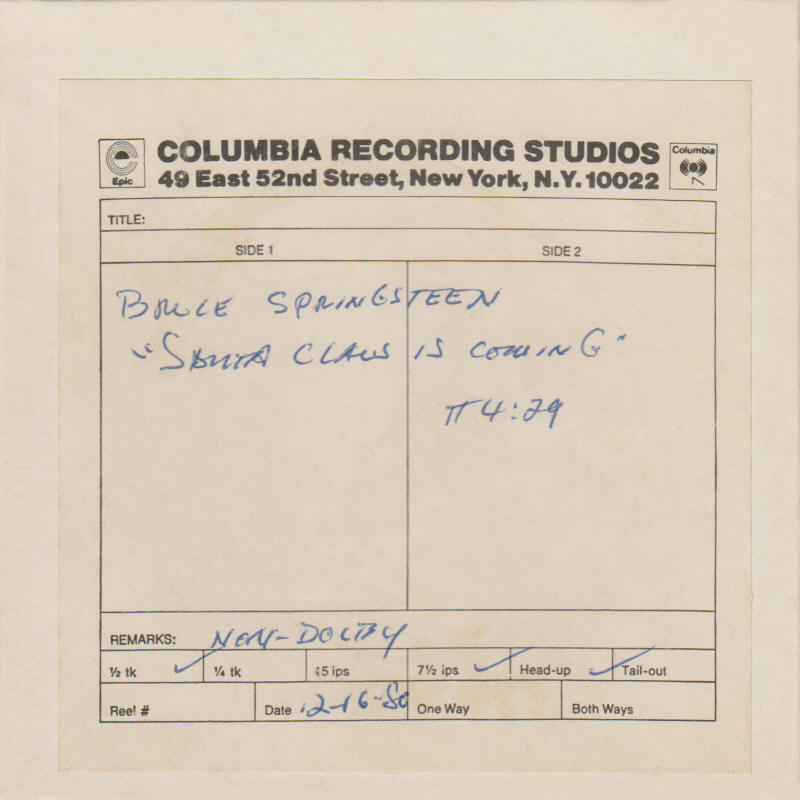 Epic
COLUMBIA RECORDING STUDIOS
Columbia
49 East 52nd Street, New York, N.Y. 10022
TITLE:
SIDE 1 SIDE 2
BRUCE SPRINGSTEEN
"SANTA CLAUS IS COMING"
TT 4:29
REMARKS: NON-DOLBY
½ tk ✓ ¼ tk 15 ips 7½ ips ✓ Head-up ✓ Tail-out
Reel # Date 12-16-80 One Way Both Ways